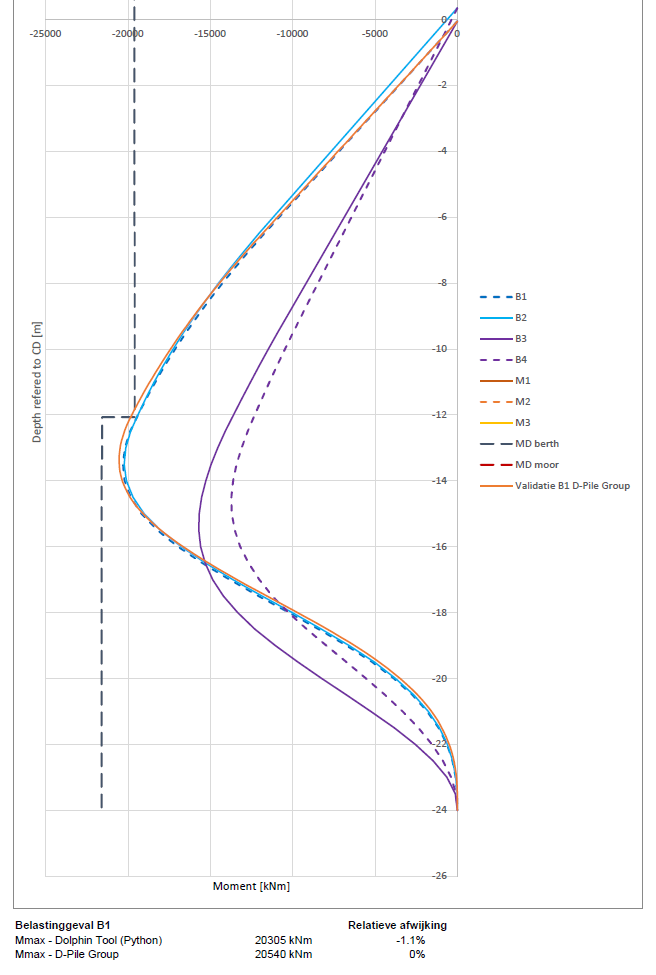 -25000 -20000 -15000 -10000 -5000 0
0
-2
-4
-6
-8
-10
-12
-14
-16
-18
-20
-22
-24
-26
Depth refered to CD [m]
Moment [kNm]
B1
B2
B3
B4
M1
M2
M3
MD berth
MD moor
Validatie B1 D-Pile Group
Belastinggeval B1 Relatieve afwijking
Mmax - Dolphin Tool (Python) 20305 kNm -1.1%
Mmax - D-Pile Group 20540 kNm 0%